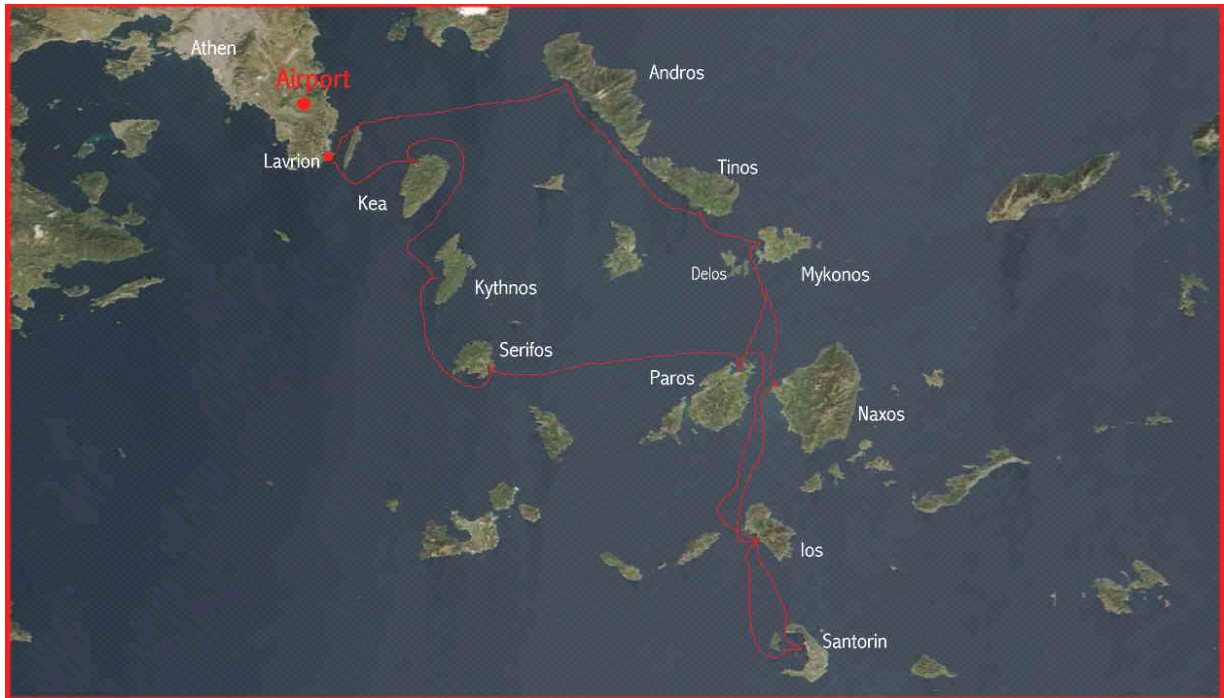 Athen
Airport
Andros
Lavrion
Kea
Tinos
Delos
Mykonos
Kythnos
Serifos
Paros
Naxos
Ios
Santorin